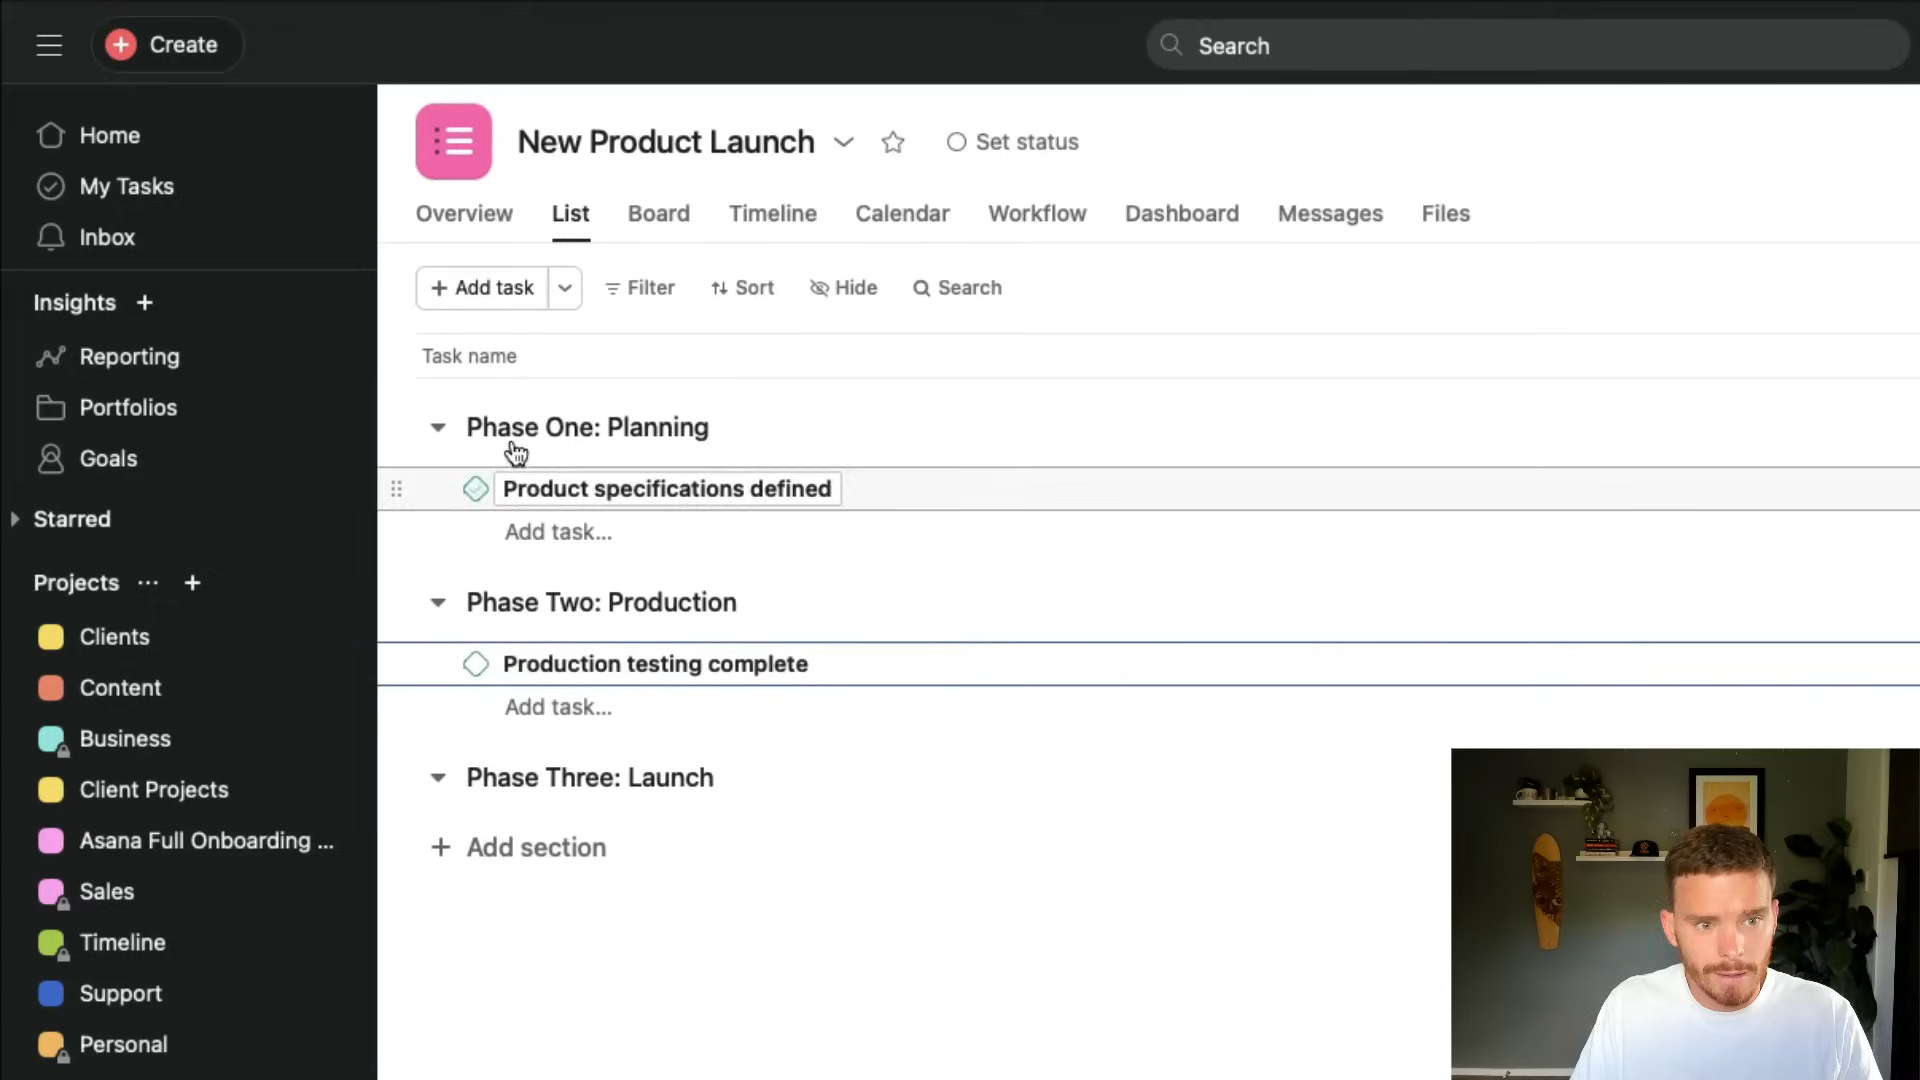 Create
Search
Home
My Tasks
Inbox
Insights
Reporting
Portfolios
Goals
Starred
Projects
Clients
Content
Business
Client Projects
Asana Full Onboarding ...
Sales
Timeline
Support
Personal
New Product Launch
Set status
Overview List Board Timeline Calendar Workflow Dashboard Messages Files
+ Add task Filter Sort Hide Search
Task name
Phase One: Planning
Product specifications defined
Add task...
Phase Two: Production
Production testing complete
Add task...
Phase Three: Launch
+ Add section